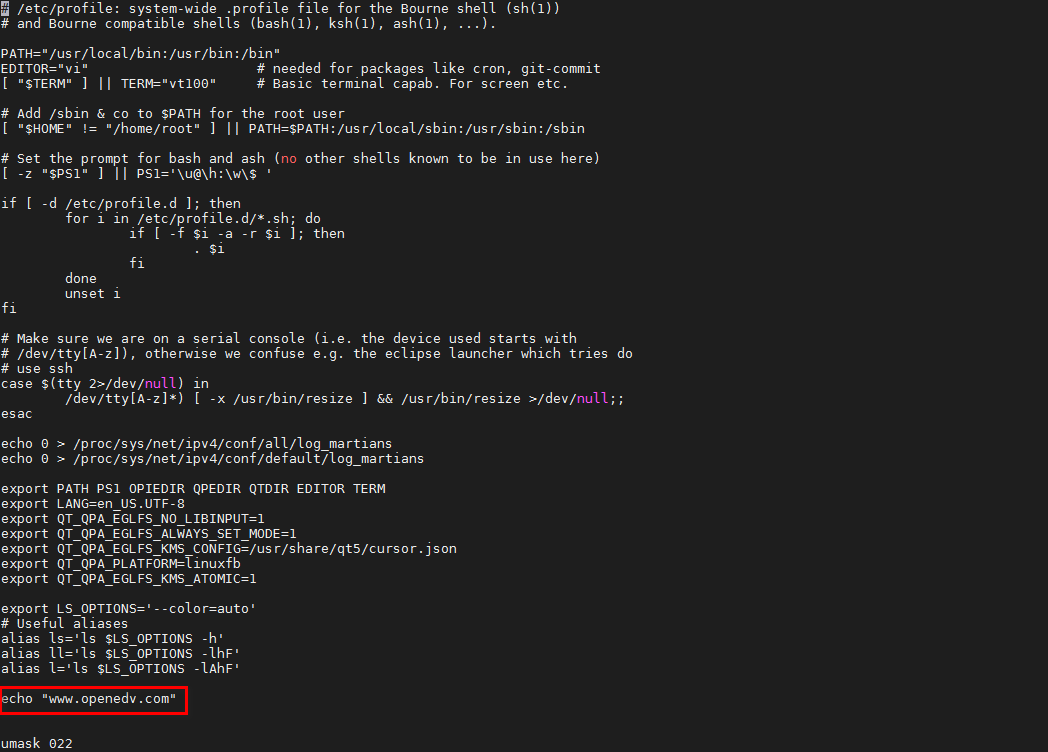 # /etc/profile: system-wide .profile file for the Bourne shell (sh(1))
# and Bourne compatible shells (bash(1), ksh(1), ash(1), ...).

PATH="/usr/local/bin:/usr/bin:/bin"
EDITOR="vi"                     # needed for packages like cron, git-commit
[ "$TERM" ] || TERM="vt100"     # Basic terminal capab. For screen etc.

# Add /sbin & co to $PATH for the root user
[ "$HOME" != "/home/root" ] || PATH=$PATH:/usr/local/sbin:/usr/sbin:/sbin

# Set the prompt for bash and ash (no other shells known to be in use here)
[ -z "$PS1" ] || PS1='\u@\h:\w\$ '

if [ -d /etc/profile.d ]; then
        for i in /etc/profile.d/*.sh; do
                if [ -f $i -a -r $i ]; then
                        . $i
                fi
        done
        unset i
fi

# Make sure we are on a serial console (i.e. the device used starts with
# /dev/tty[A-z]), otherwise we confuse e.g. the eclipse launcher which tries do
# use ssh
case $(tty 2>/dev/null) in
        /dev/tty[A-z]*) [ -x /usr/bin/resize ] && /usr/bin/resize >/dev/null;;
esac

echo 0 > /proc/sys/net/ipv4/conf/all/log_martians
echo 0 > /proc/sys/net/ipv4/conf/default/log_martians

export PATH PS1 OPIEDIR QPEDIR QTDIR EDITOR TERM
export LANG=en_US.UTF-8
export QT_QPA_EGLFS_NO_LIBINPUT=1
export QT_QPA_EGLFS_ALWAYS_SET_MODE=1
export QT_QPA_EGLFS_KMS_CONFIG=/usr/share/qt5/cursor.json
export QT_QPA_PLATFORM=linuxfb
export QT_QPA_EGLFS_KMS_ATOMIC=1

export LS_OPTIONS='--color=auto'
# Useful aliases
alias ls='ls $LS_OPTIONS -h'
alias ll='ls $LS_OPTIONS -lhF'
alias l='ls $LS_OPTIONS -lAhF'

echo "www.openedv.com"

umask 022